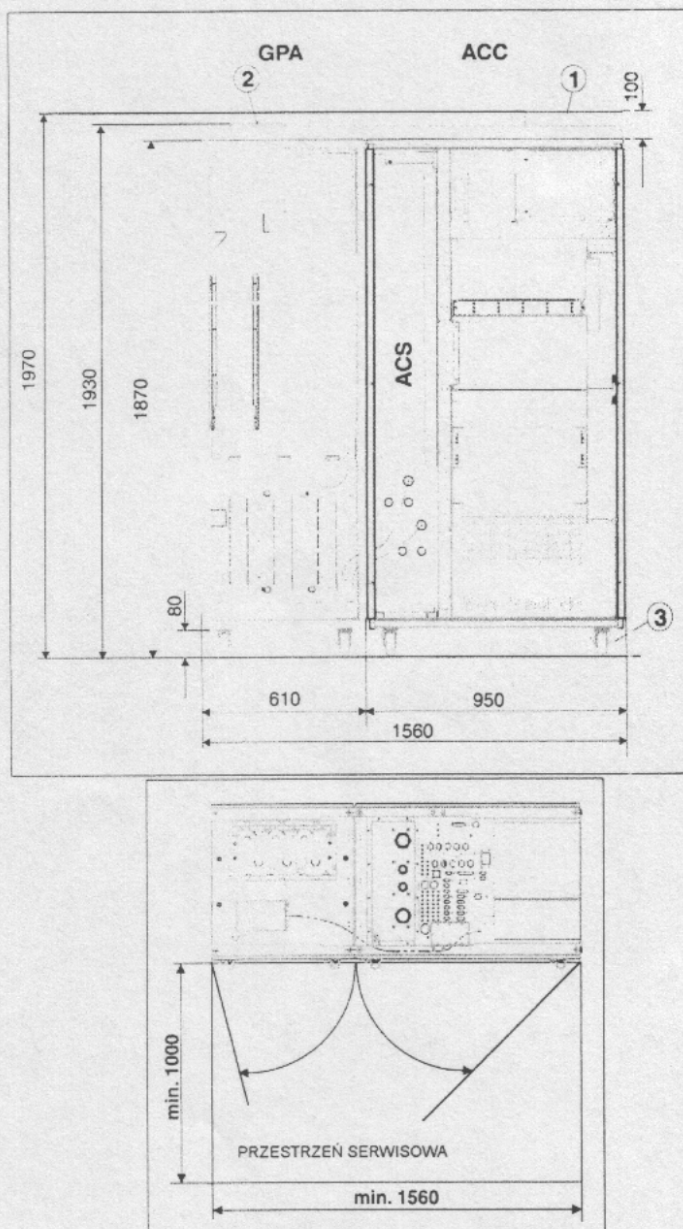 GPA ACC
2 1
100
1970
1930
1870
ACS
80
3
610 950
1560
min. 1000
PRZESTRZEŃ SERWISOWA
min. 1560